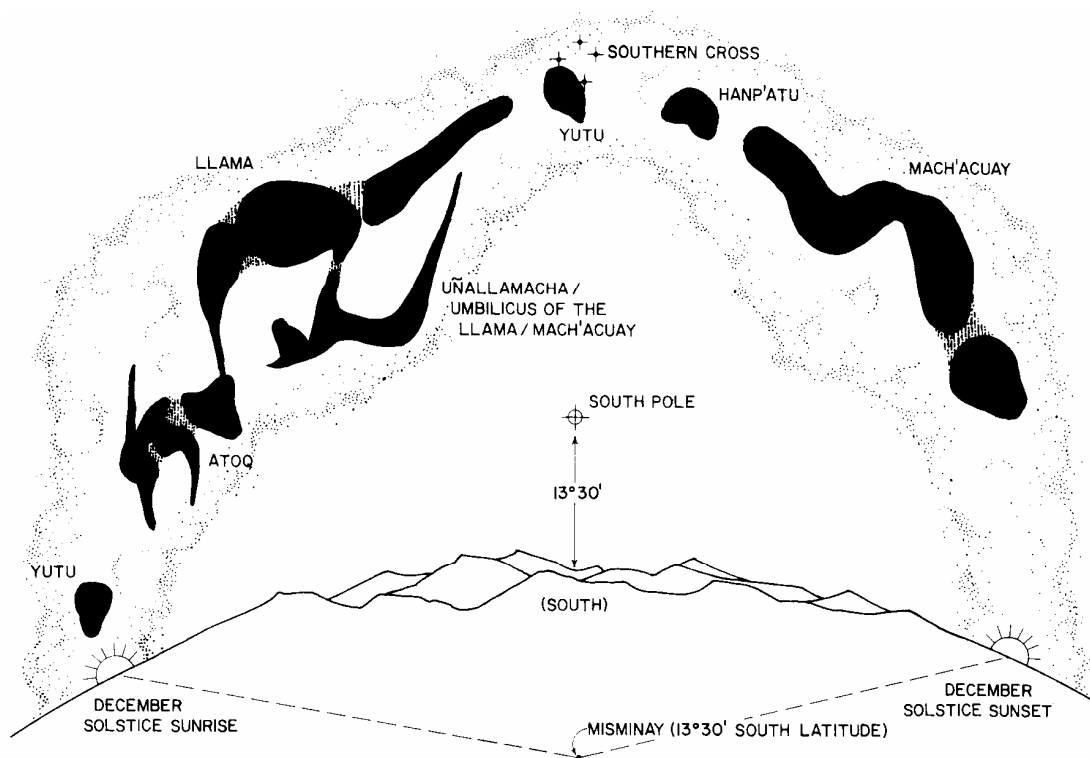 SOUTHERN CROSS
HANP'ATU
YUTU
LLAMA
MACH'ACUAY
UÑALLAMACHA/
UMBILICUS OF THE
LLAMA/MACH'ACUAY
SOUTH POLE
ATOQ
13°30'
YUTU
(SOUTH)
DECEMBER
SOLSTICE SUNRISE
DECEMBER
SOLSTICE SUNSET
MISMINAY (13°30' SOUTH LATITUDE)